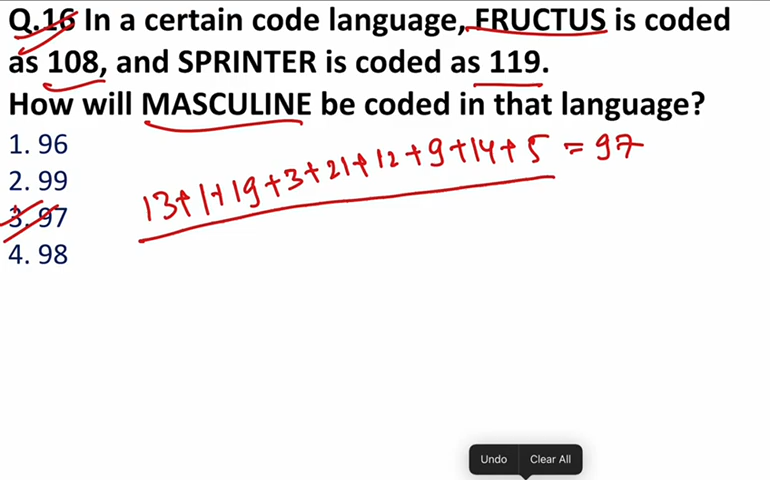 Q.16 In a certain code language, FRUCTUS is coded
as 108, and SPRINTER is coded as 119.
How will MASCULINE be coded in that language?
1. 96
2. 99
3. 97
4. 98
13+1+19+3+21+12+9+14+5 = 97
Undo Clear All